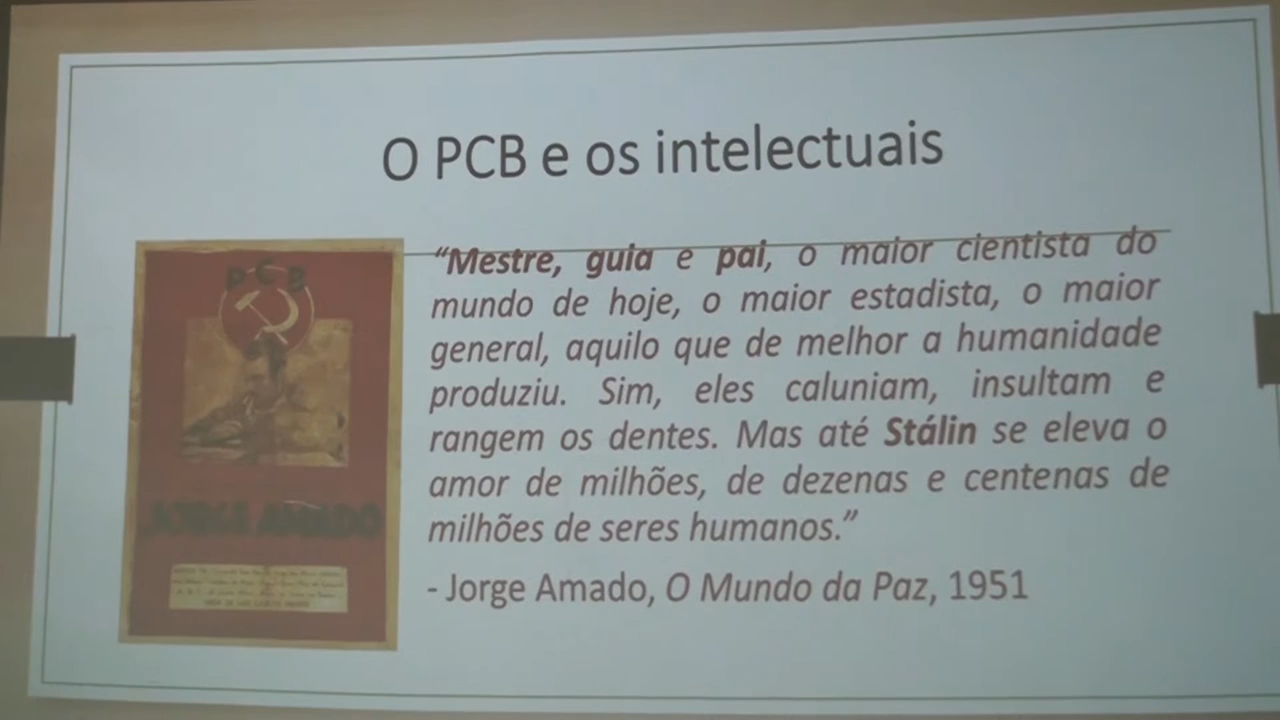 O PCB e os intelectuais
PCB
JORGE AMADO
“Mestre, guia e pai, o maior cientista do
mundo de hoje, o maior estadista, o maior
general, aquilo que de melhor a humanidade
produziu. Sim, eles caluniam, insultam e
rangem os dentes. Mas até Stálin se eleva o
amor de milhões, de dezenas e centenas de
milhões de seres humanos.”
- Jorge Amado, O Mundo da Paz, 1951